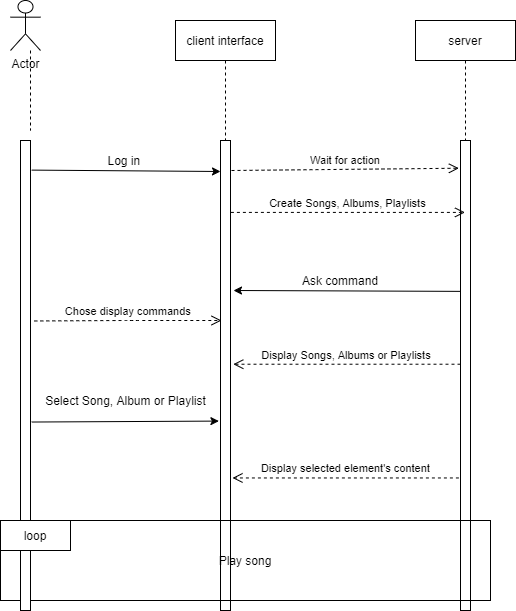 client interface
server
Actor
Log in
Wait for action
Create Songs, Albums, Playlists
Ask command
Chose display commands
Display Songs, Albums or Playlists
Select Song, Album or Playlist
Display selected element's content
loop
Play song